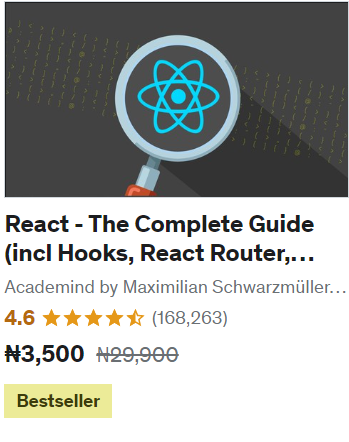 React - The Complete Guide
(incl Hooks, React Router,...
Academind by Maximilian Schwarzmüller...
4.6 (168,263)
₦3,500 ₦29,900
Bestseller